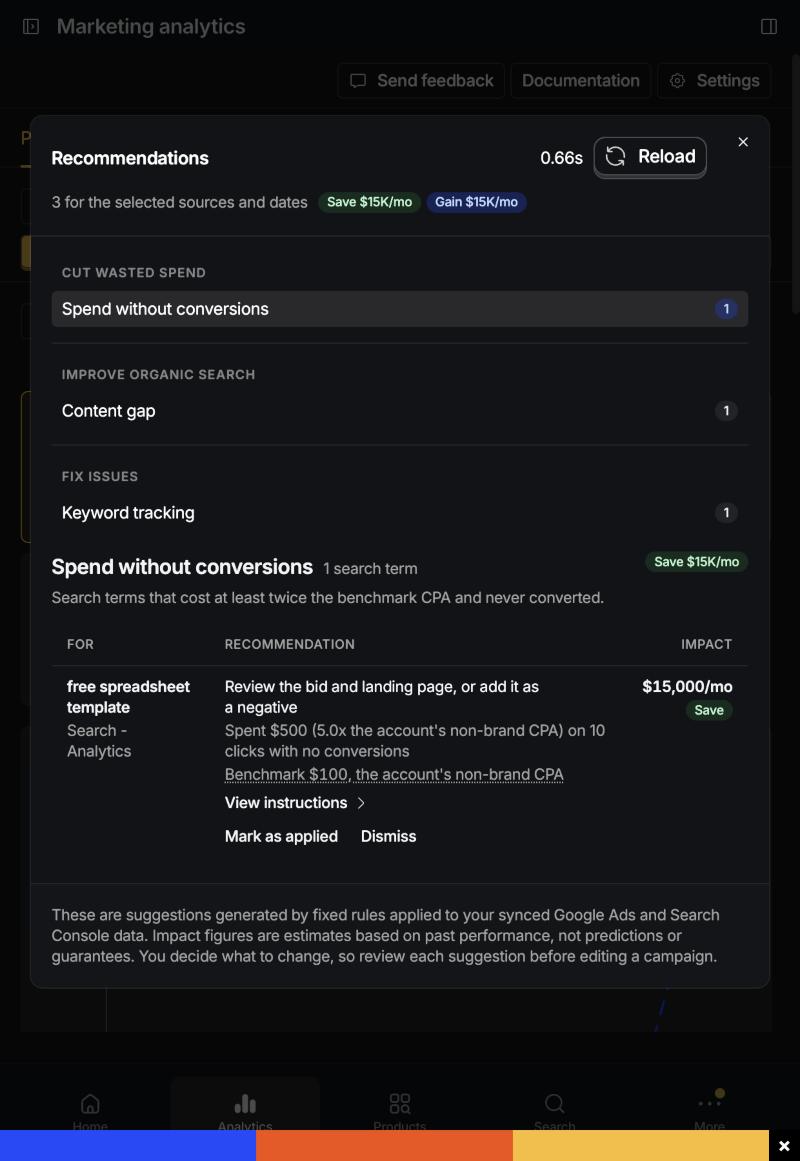 Marketing analytics
Send feedback
Documentation
Settings
P
Recommendations
0.66s
Reload
3 for the selected sources and dates
Save $15K/mo
Gain $15K/mo
CUT WASTED SPEND
Spend without conversions
1
IMPROVE ORGANIC SEARCH
Content gap
1
FIX ISSUES
Keyword tracking
1
Spend without conversions
1 search term
Save $15K/mo
Search terms that cost at least twice the benchmark CPA and never converted.
FOR
RECOMMENDATION
IMPACT
free spreadsheet
template
Search -
Analytics
Review the bid and landing page, or add it as
a negative
Spent $500 (5.0x the account's non-brand CPA) on 10
clicks with no conversions
Benchmark $100, the account's non-brand CPA
View instructions
Mark as applied
Dismiss
$15,000/mo
Save
These are suggestions generated by fixed rules applied to your synced Google Ads and Search
Console data. Impact figures are estimates based on past performance, not predictions or
guarantees. You decide what to change, so review each suggestion before editing a campaign.
Home
Analytics
Products
Search
More